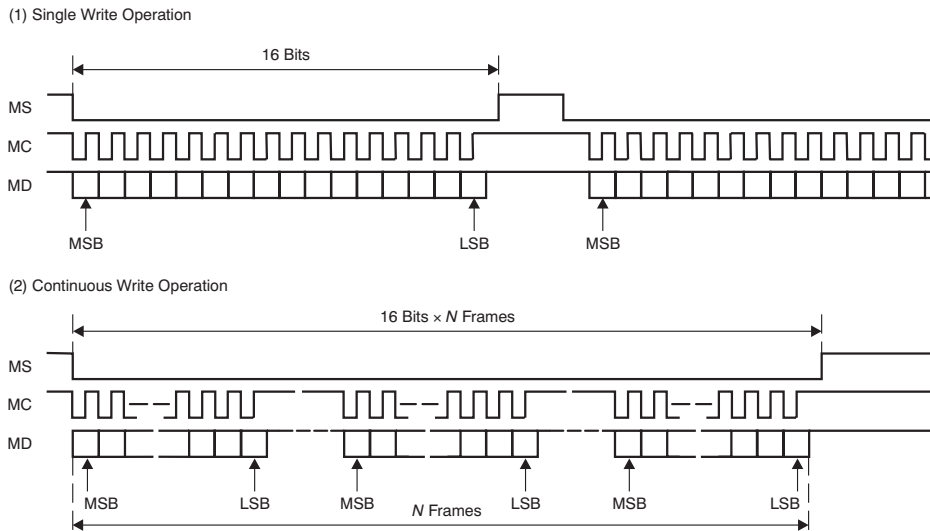 (1) Single Write Operation
16 Bits
MS
MC
MD
MSB LSB MSB
(2) Continuous Write Operation
16 Bits × N Frames
MS
MC
MD
MSB LSB MSB LSB MSB LSB
N Frames